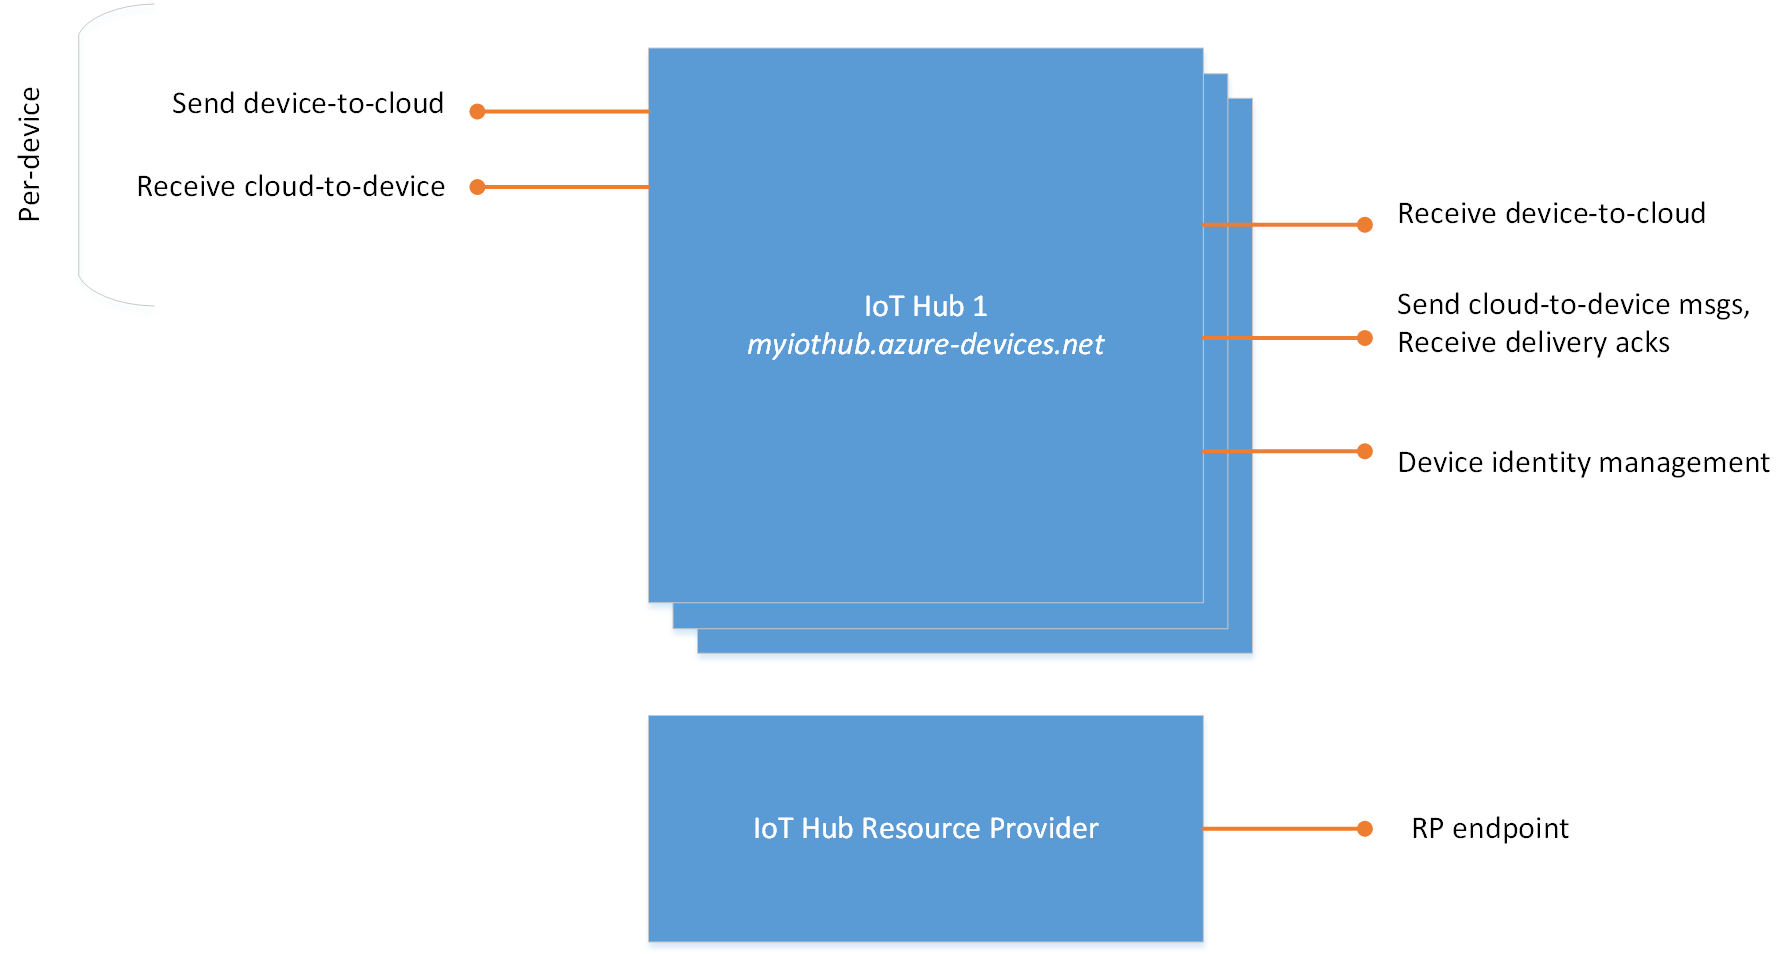 Per-device
Send device-to-cloud
Receive cloud-to-device
IoT Hub 1
myiothub.azure-devices.net
Receive device-to-cloud
Send cloud-to-device msgs,
Receive delivery acks
Device identity management
IoT Hub Resource Provider
RP endpoint